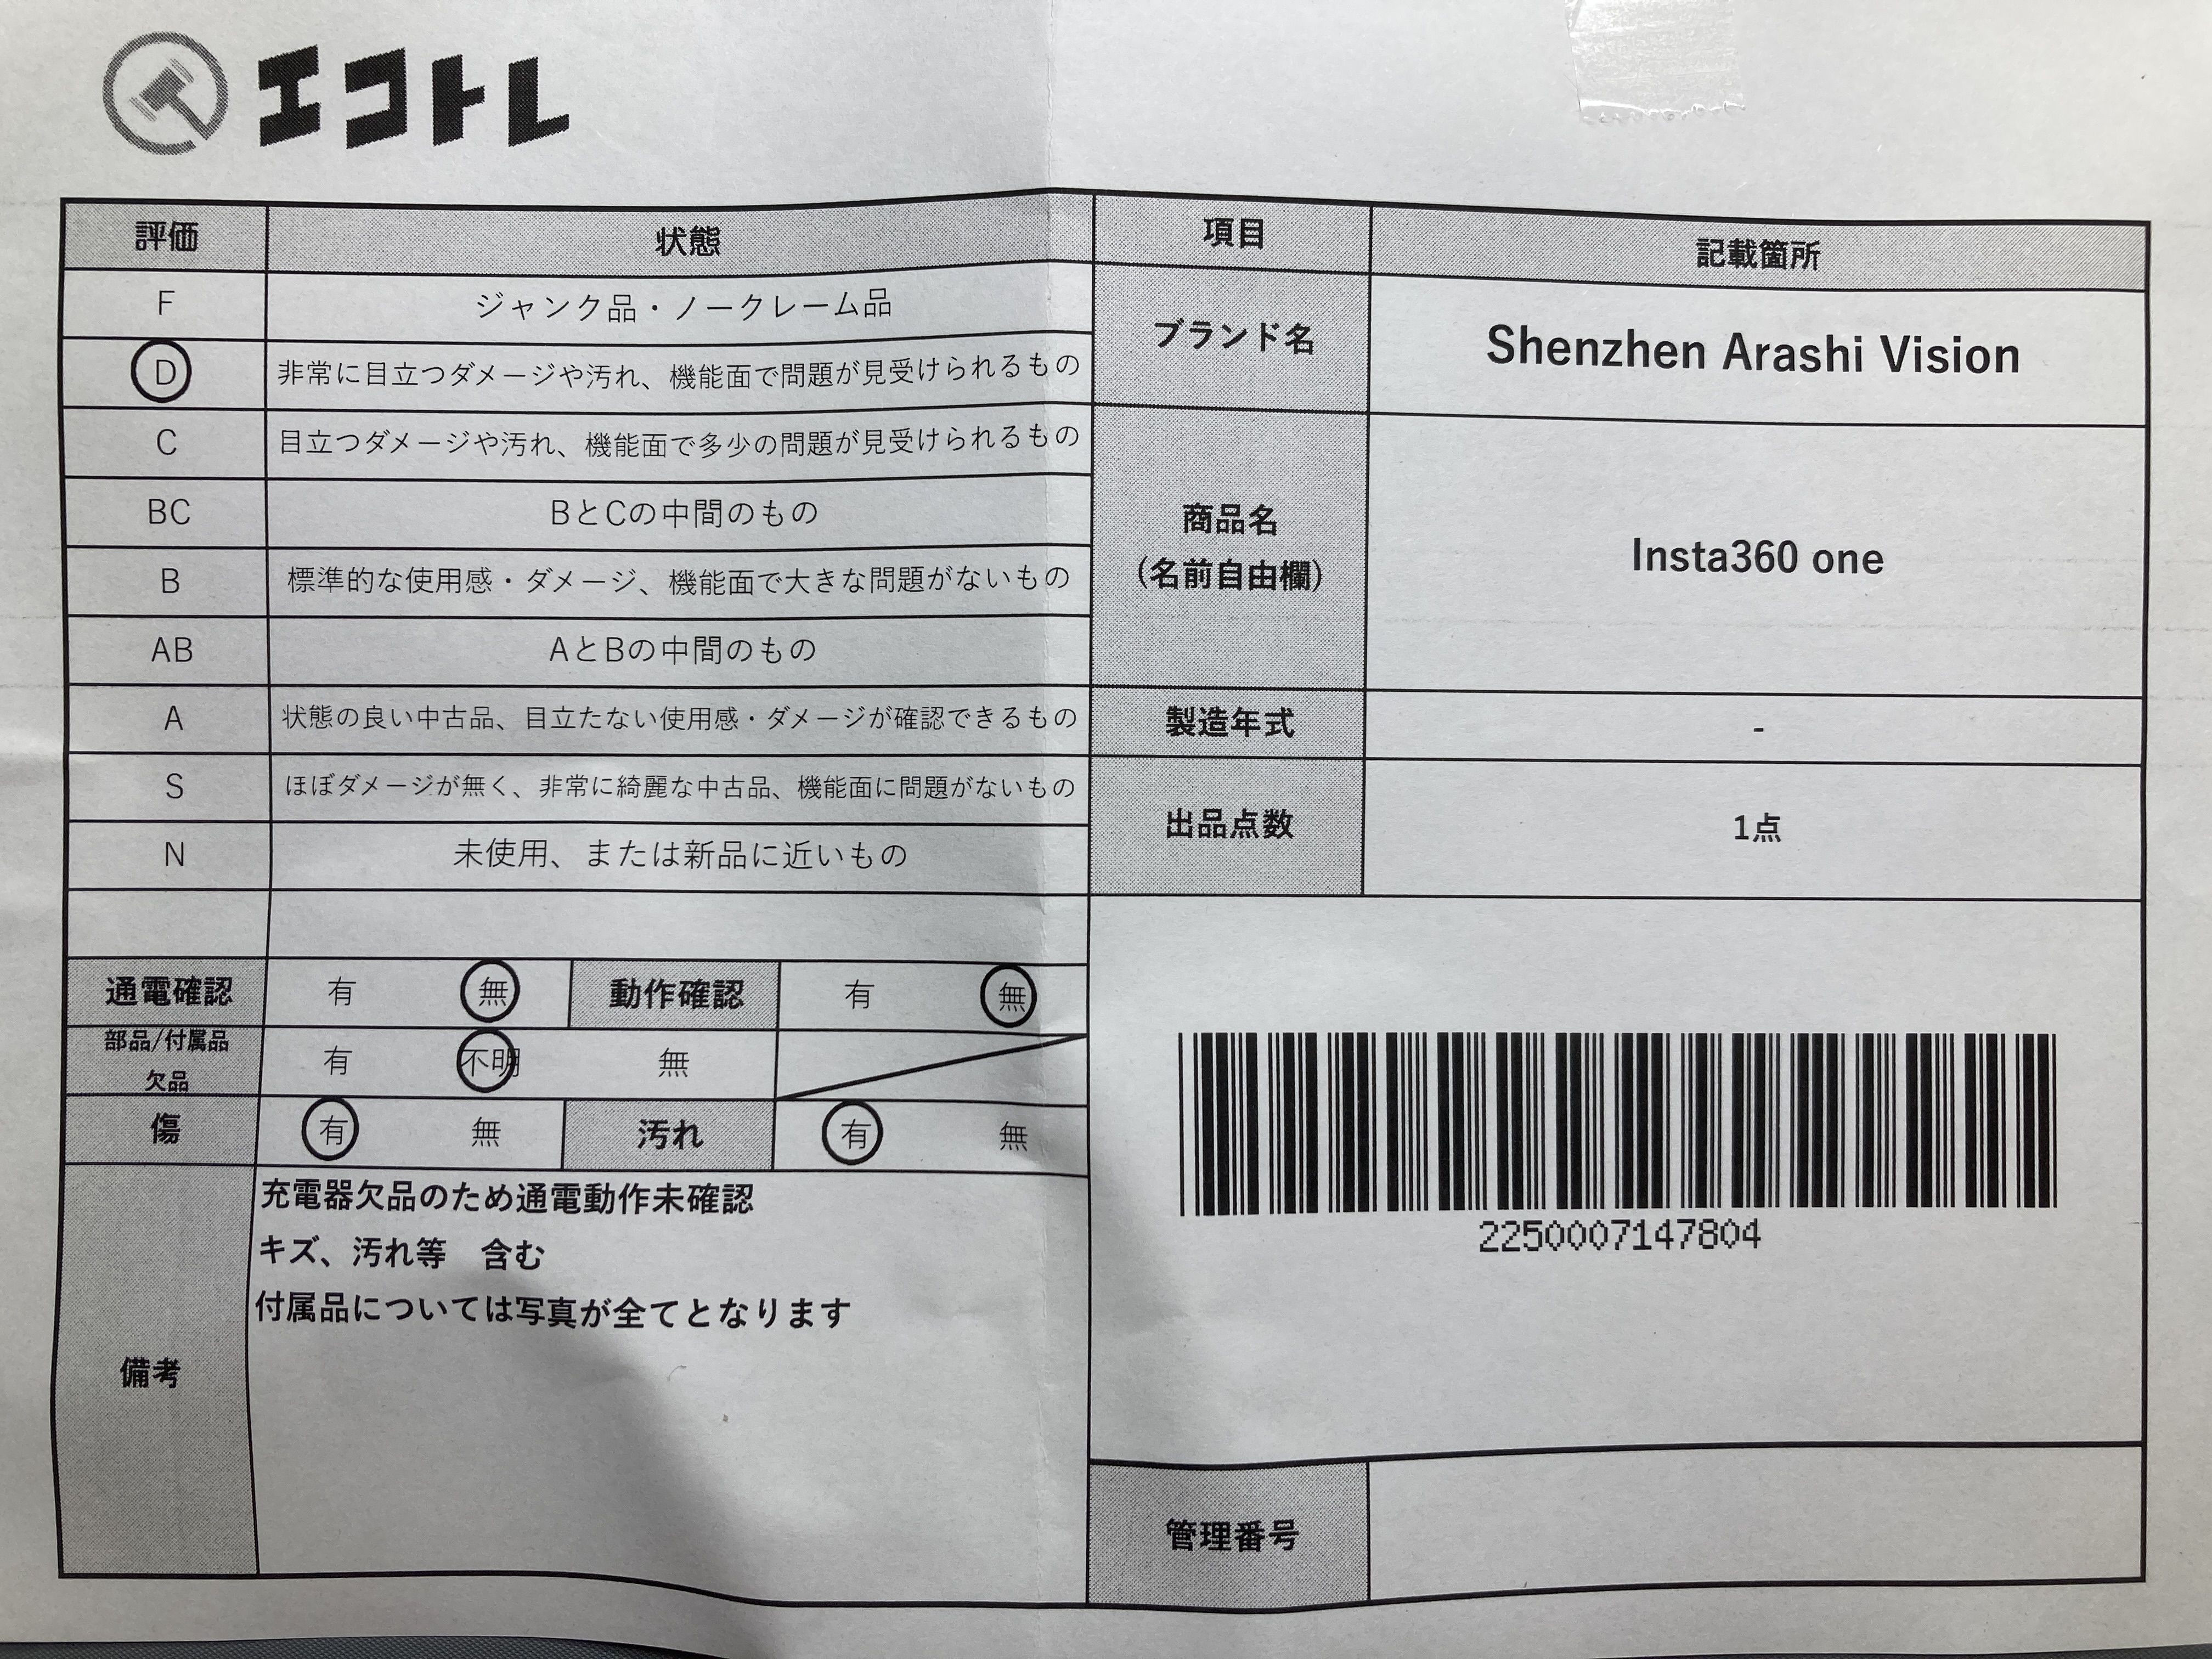 エコトレ
評価 状態 項目 記載箇所
F ジャンク品・ノークレーム品
D 非常に目立つダメージや汚れ、機能面で問題が見受けられるもの
C 目立つダメージや汚れ、機能面で多少の問題が見受けられるもの
BC BとCの中間のもの
B 標準的な使用感・ダメージ、機能面で大きな問題がないもの
AB AとBの中間のもの
A 状態の良い中古品、目立たない使用感・ダメージが確認できるもの
S ほぼダメージが無く、非常に綺麗な中古品、機能面に問題がないもの
N 未使用、または新品に近いもの
ブランド名 Shenzhen Arashi Vision
商品名
(名前自由欄)
Insta360 one
製造年式 -
出品点数 1点
通電確認 有 無 動作確認 有 無
部品/付属品
欠品
有 不明 無
傷 有 無 汚れ 有 無
備考
充電器欠品のため通電動作未確認
キズ、汚れ等　含む
付属品については写真が全てとなります
2250007147804
管理番号